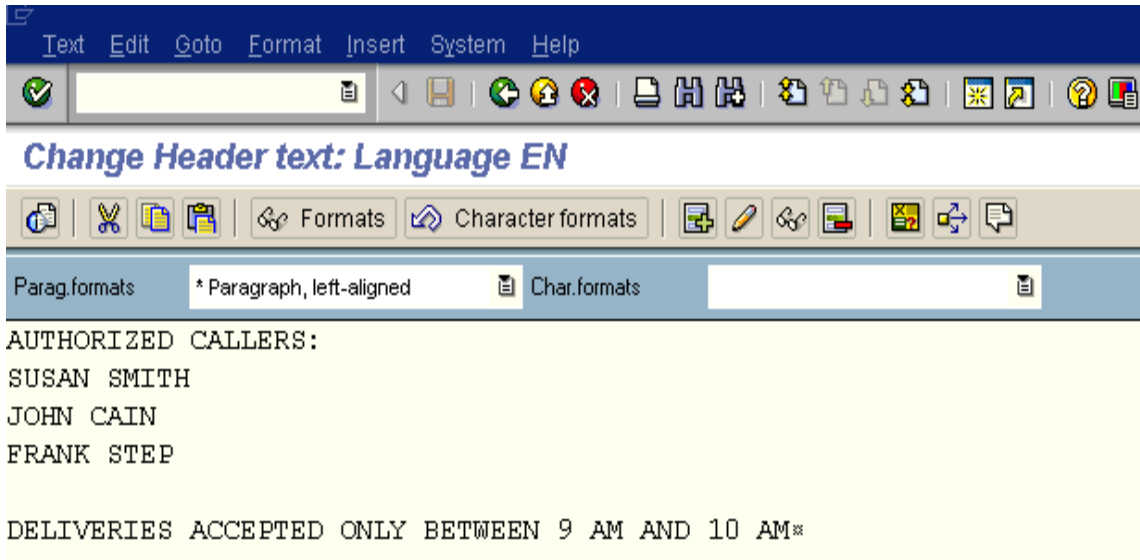 Text Edit Goto Format Insert System Help
Change Header text: Language EN
Formats Character formats
Parag.formats * Paragraph, left-aligned Char.formats
AUTHORIZED CALLERS:
SUSAN SMITH
JOHN CAIN
FRANK STEP
DELIVERIES ACCEPTED ONLY BETWEEN 9 AM AND 10 AM¤